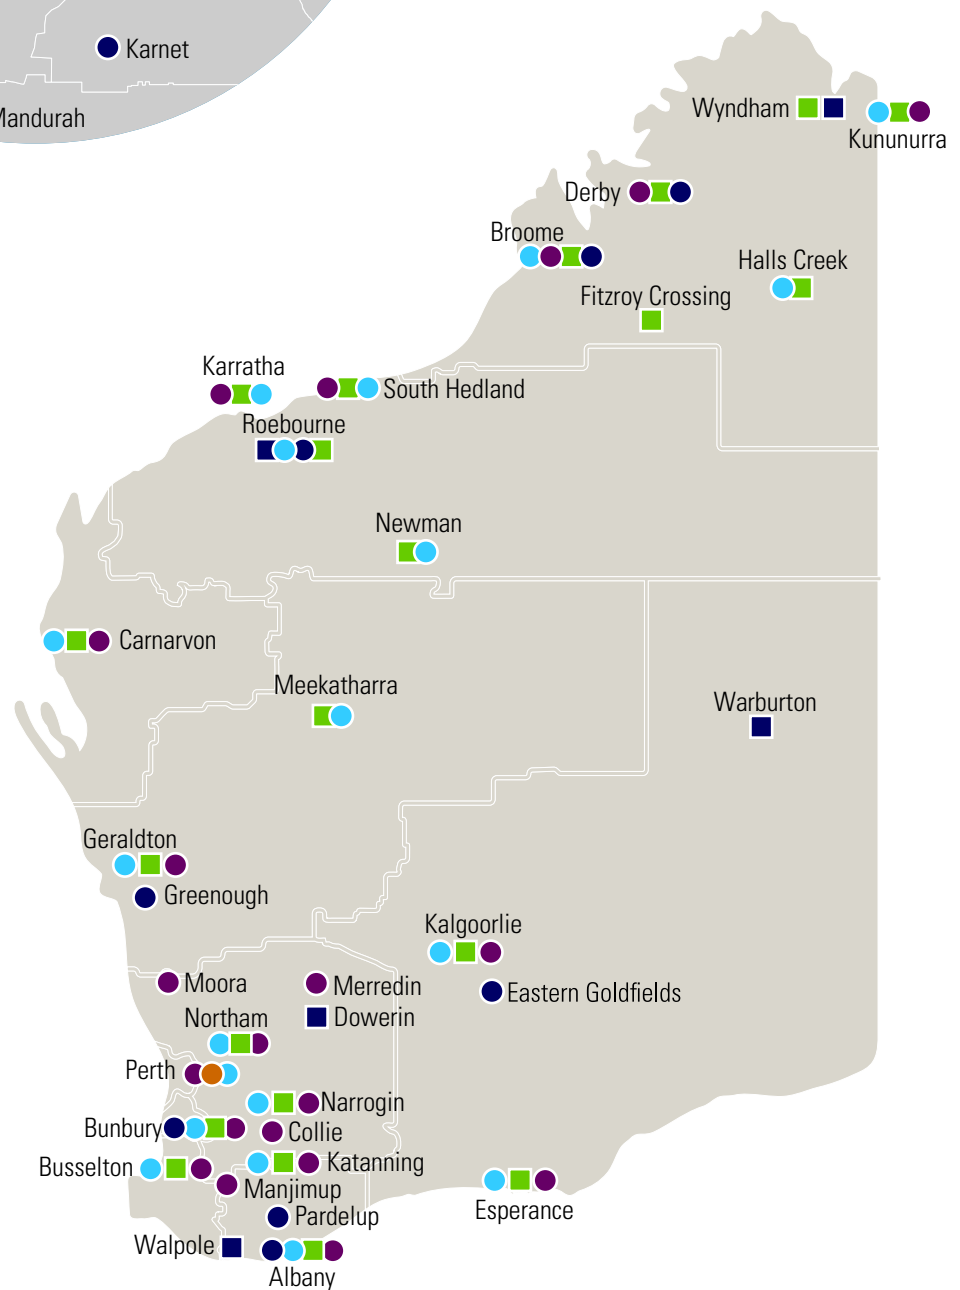 Karnet
Mandurah
Wyndham
Kununurra
Derby
Broome
Halls Creek
Fitzroy Crossing
Karratha
South Hedland
Roebourne
Newman
Carnarvon
Meekatharra
Warburton
Geraldton
Greenough
Kalgoorlie
Moora
Merredin
Eastern Goldfields
Northam
Dowerin
Perth
Narrogin
Bunbury
Collie
Busselton
Katanning
Manjimup
Esperance
Pardelup
Walpole
Albany